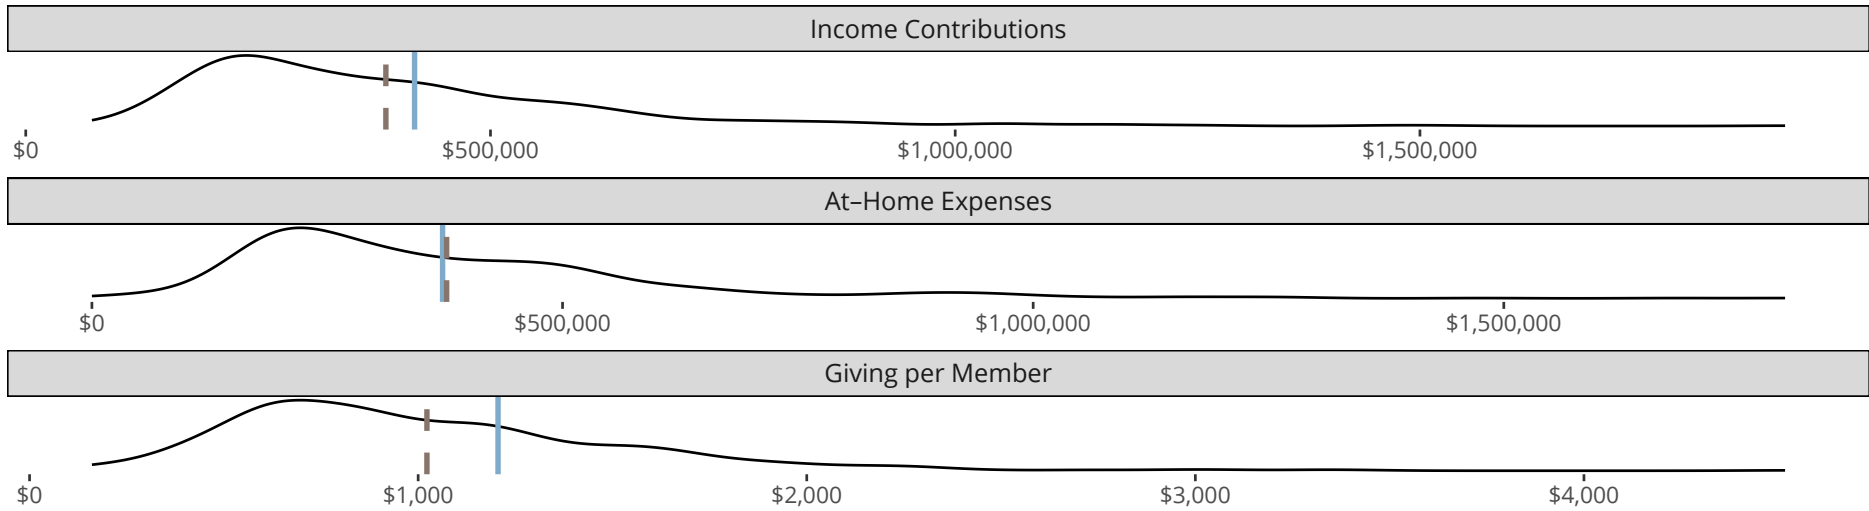 Income Contributions
$0 $500,000 $1,000,000 $1,500,000
At–Home Expenses
$0 $500,000 $1,000,000 $1,500,000
Giving per Member
$0 $1,000 $2,000 $3,000 $4,000